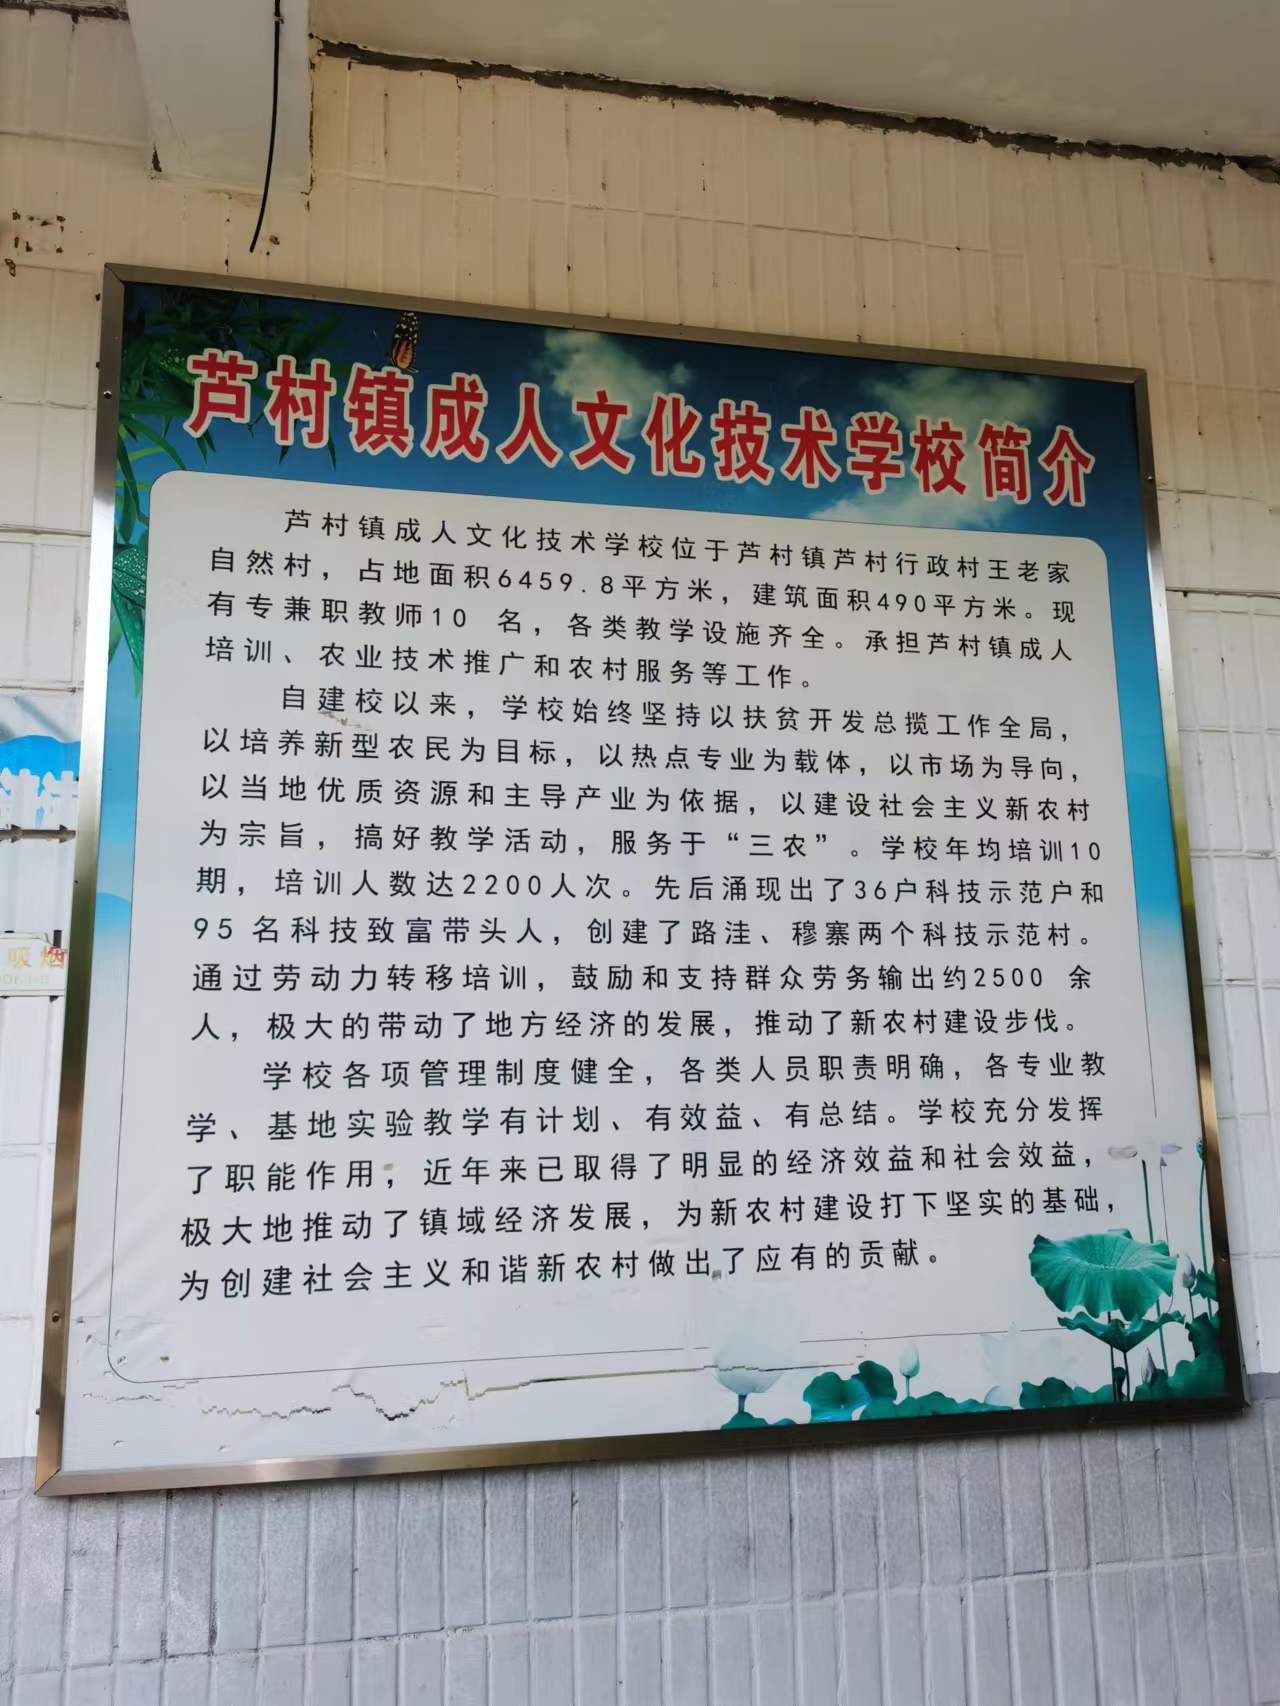 芦村镇成人文化技术学校简介
芦村镇成人文化技术学校位于芦村镇芦村行政村王老家
自然村，占地面积6459.8平方米，建筑面积490平方米。现
有专兼职教师10 名，各类教学设施齐全。承担芦村镇成人
培训、农业技术推广和农村服务等工作。
自建校以来，学校始终坚持以扶贫开发总揽工作全局，
以培养新型农民为目标，以热点专业为载体，以市场为导向，
以当地优质资源和主导产业为依据，以建设社会主义新农村
为宗旨，搞好教学活动，服务于“三农”。学校年均培训10
期，培训人数达2200人次。先后涌现出了36户科技示范户和
95 名科技致富带头人，创建了路洼、穆寨两个科技示范村。
通过劳动力转移培训，鼓励和支持群众劳务输出约2500 余
人，极大的带动了地方经济的发展，推动了新农村建设步伐。
学校各项管理制度健全，各类人员职责明确，各专业教
学、基地实验教学有计划、有效益、有总结。学校充分发挥
了职能作用，近年来已取得了明显的经济效益和社会效益，
极大地推动了镇域经济发展，为新农村建设打下坚实的基础，
为创建社会主义和谐新农村做出了应有的贡献。
吸烟